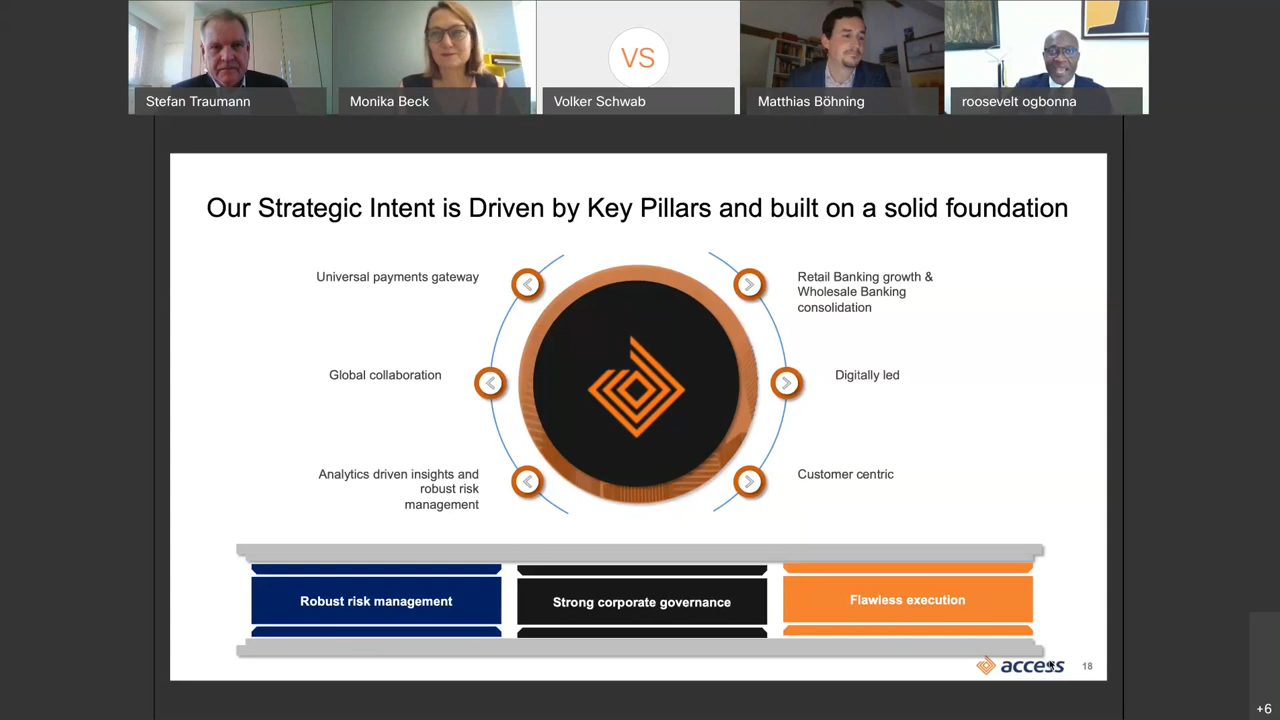 VS
Stefan Traumann
Monika Beck
Volker Schwab
Matthias Böhning
roosevelt ogbonna
Our Strategic Intent is Driven by Key Pillars and built on a solid foundation
Universal payments gateway
Global collaboration
Analytics driven insights and
robust risk
management
Retail Banking growth &
Wholesale Banking
consolidation
Digitally led
Customer centric
Robust risk management
Strong corporate governance
Flawless execution
access
18
+6